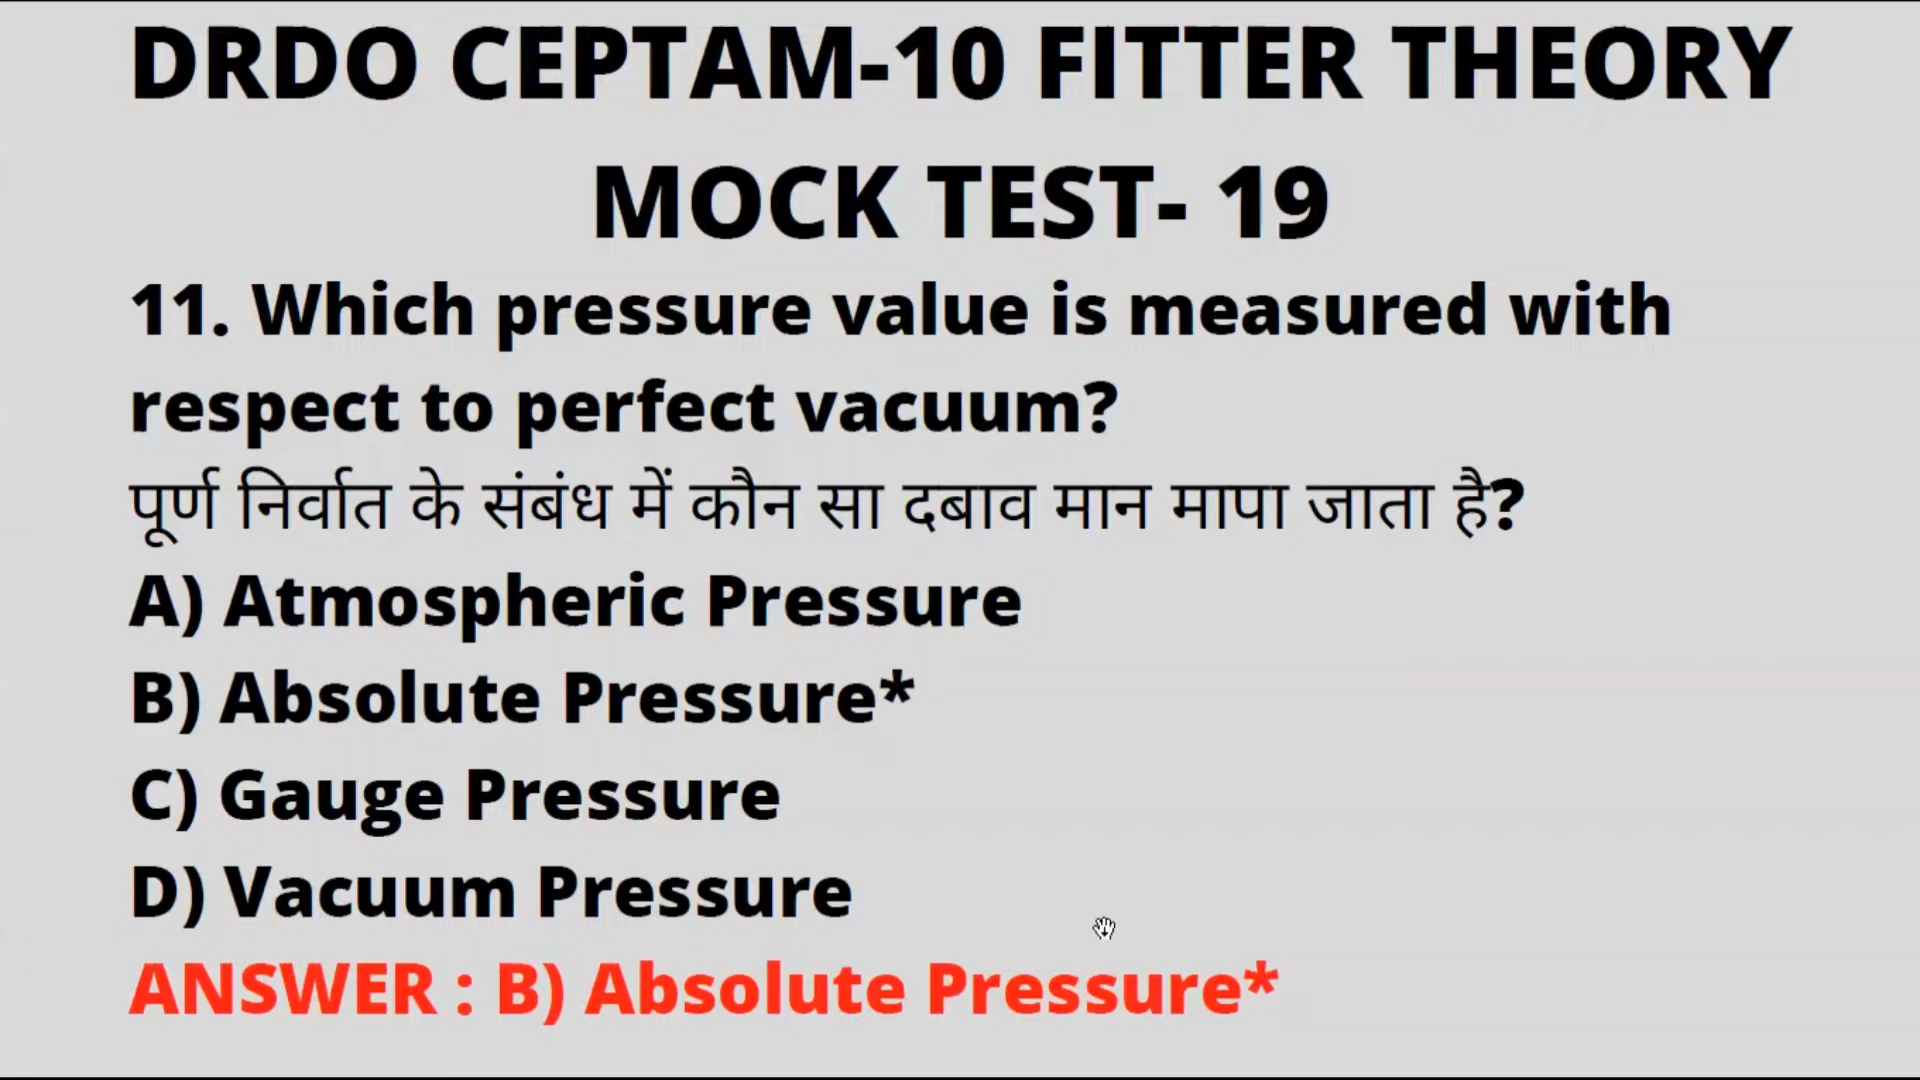 DRDO CEPTAM-10 FITTER THEORY
MOCK TEST- 19
11. Which pressure value is measured with
respect to perfect vacuum?
पूर्ण निर्वात के संबंध में कौन सा दबाव मान मापा जाता है?
A) Atmospheric Pressure
B) Absolute Pressure*
C) Gauge Pressure
D) Vacuum Pressure
ANSWER : B) Absolute Pressure*